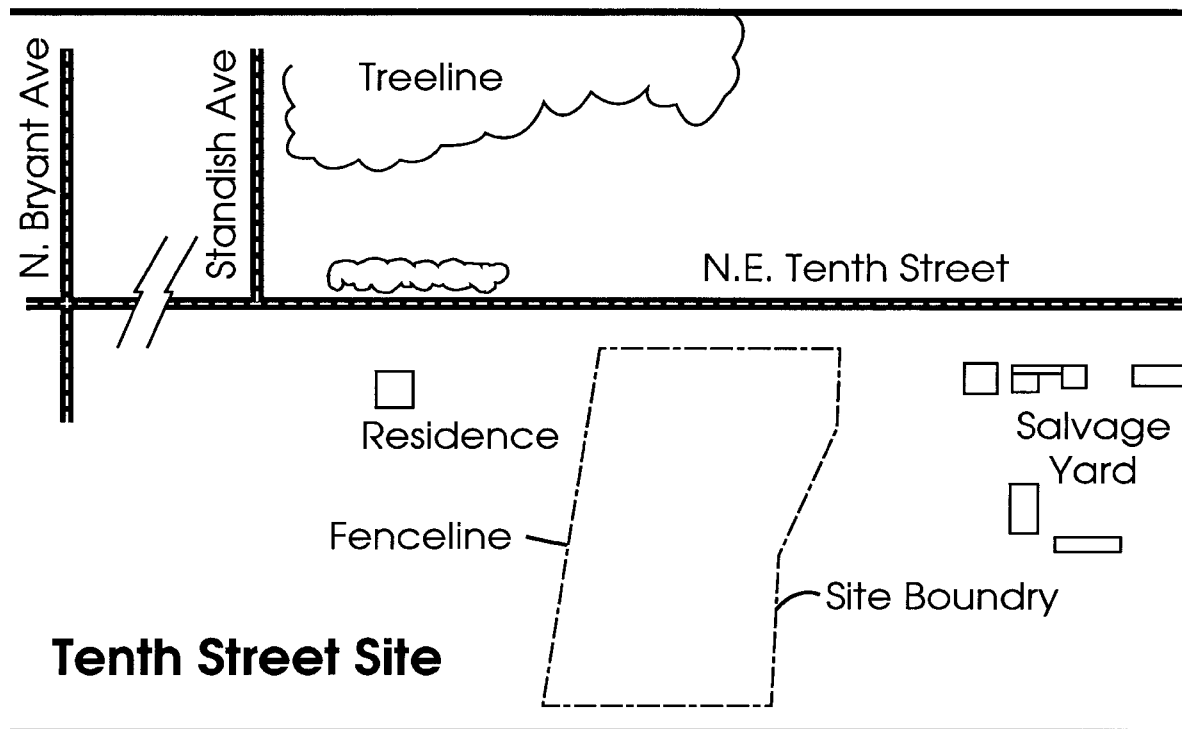 N. Bryant Ave
Standish Ave
Treeline
N.E. Tenth Street
Residence
Salvage
Yard
Fenceline
Site Boundry
Tenth Street Site